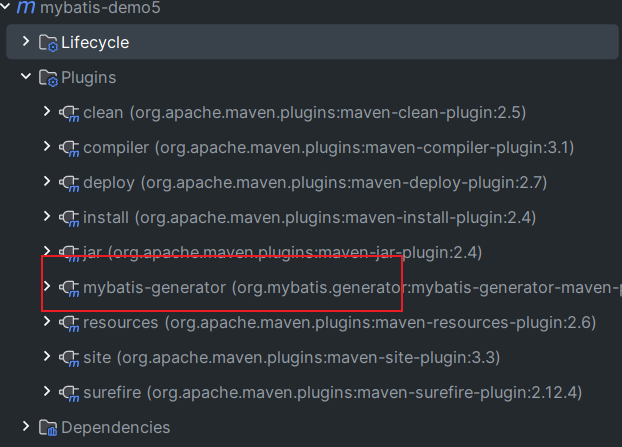 mybatis-demo5
Lifecycle
Plugins
clean (org.apache.maven.plugins:maven-clean-plugin:2.5)
compiler (org.apache.maven.plugins:maven-compiler-plugin:3.1)
deploy (org.apache.maven.plugins:maven-deploy-plugin:2.7)
install (org.apache.maven.plugins:maven-install-plugin:2.4)
jar (org.apache.maven.plugins:maven-jar-plugin:2.4)
mybatis-generator (org.mybatis.generator:mybatis-generator-maven-p
resources (org.apache.maven.plugins:maven-resources-plugin:2.6)
site (org.apache.maven.plugins:maven-site-plugin:3.3)
surefire (org.apache.maven.plugins:maven-surefire-plugin:2.12.4)
Dependencies